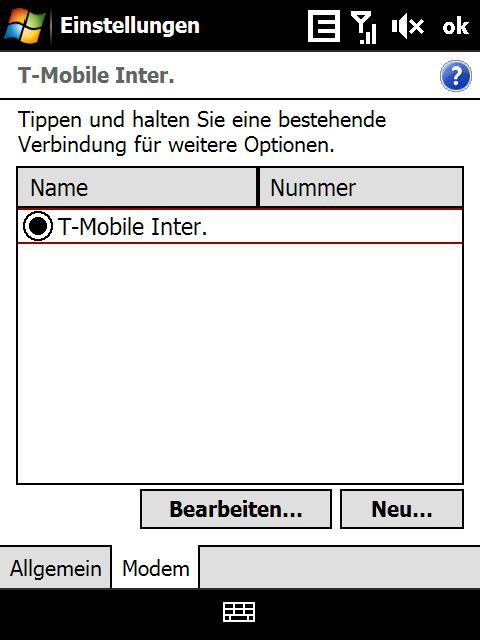 Einstellungen
E
ok
T-Mobile Inter.
?
Tippen und halten Sie eine bestehende
Verbindung für weitere Optionen.
Name
Nummer
T-Mobile Inter.
Bearbeiten...
Neu...
Allgemein
Modem